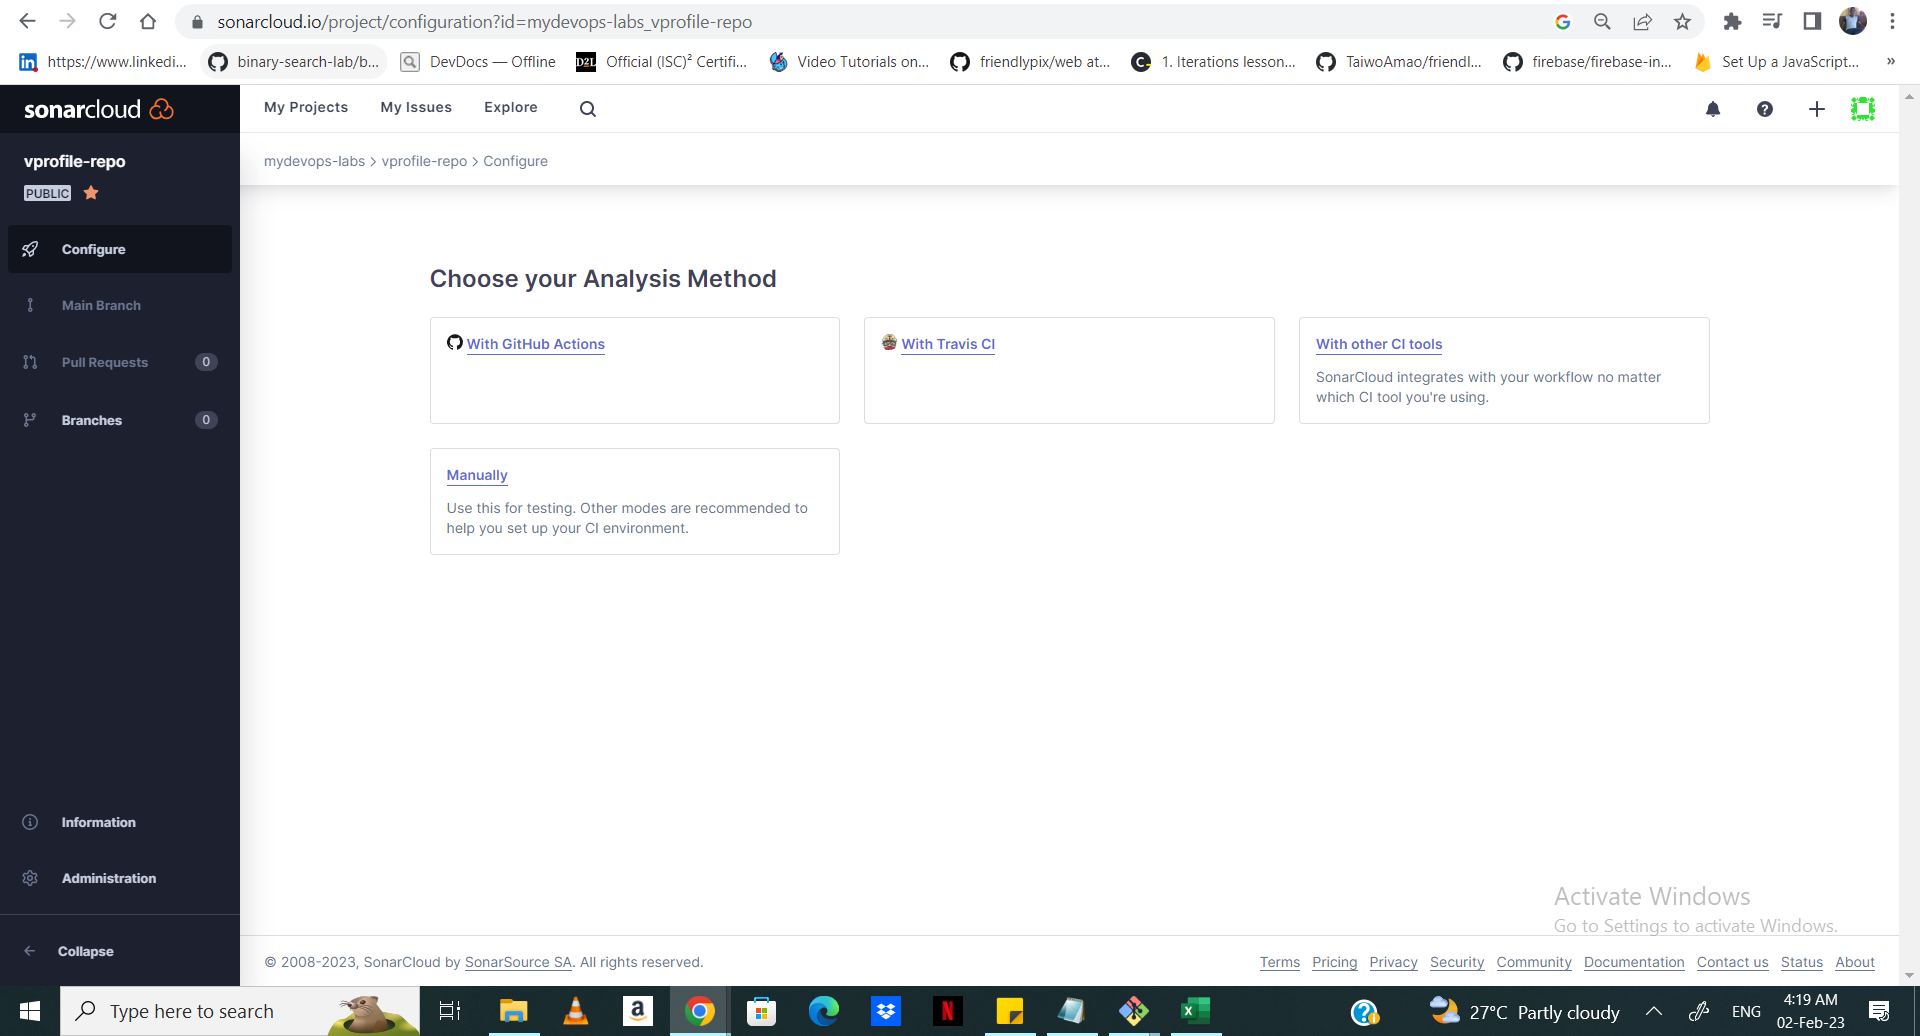 sonarcloud.io/project/configuration?id=mydevops-labs_vprofile-repo
https://www.linkedi... binary-search-lab/b... DevDocs — Offline D2L Official (ISC)² Certifi... Video Tutorials on... friendlypix/web at... C 1. Iterations lesson... TaiwoAmao/friendl... firebase/firebase-in... Set Up a JavaScript... »
sonarcloud My Projects My Issues Explore
vprofile-repo
PUBLIC
mydevops-labs > vprofile-repo > Configure
Configure
Main Branch
Pull Requests 0
Branches 0
Choose your Analysis Method
With GitHub Actions
With Travis CI
With other CI tools
SonarCloud integrates with your workflow no matter
which CI tool you're using.
Manually
Use this for testing. Other modes are recommended to
help you set up your CI environment.
Information
Administration
Collapse
Activate Windows
Go to Settings to activate Windows.
© 2008-2023, SonarCloud by SonarSource SA. All rights reserved.
Terms Pricing Privacy Security Community Documentation Contact us Status About
Type here to search
27°C Partly cloudy
ENG
4:19 AM
02-Feb-23